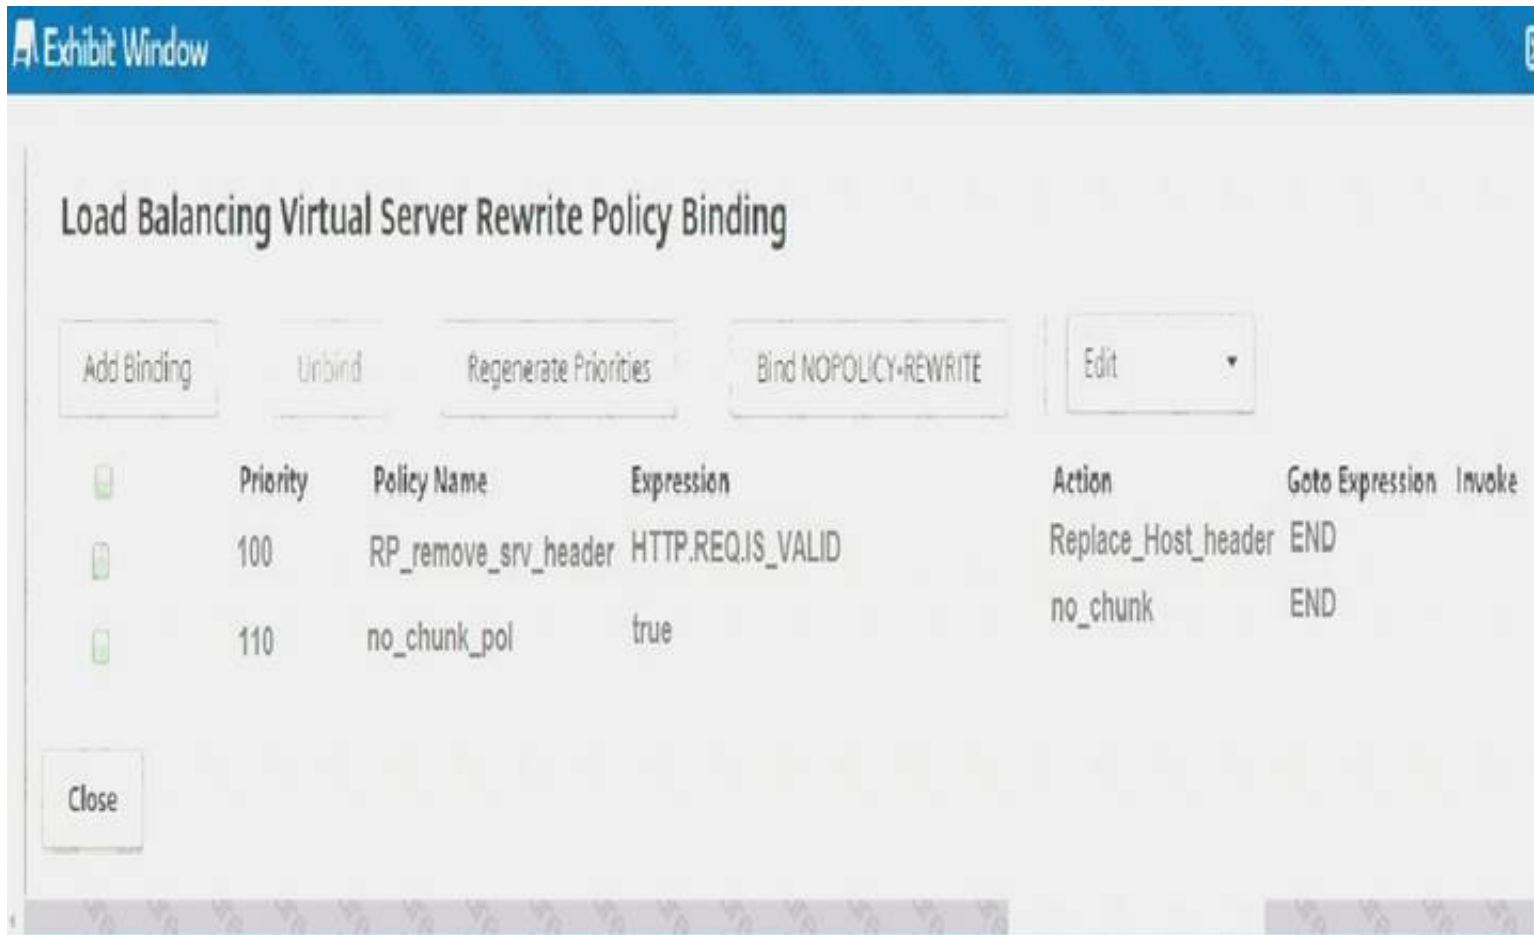 Exhibit Window
Load Balancing Virtual Server Rewrite Policy Binding
Add Binding Unbind Regenerate Priorities Bind NOPOLICY-REWRITE Edit
Priority Policy Name Expression Action Goto Expression Invoke
100 RP_remove_srv_header HTTP.REQ.IS_VALID Replace_Host_header END
110 no_chunk_pol true no_chunk END
Close